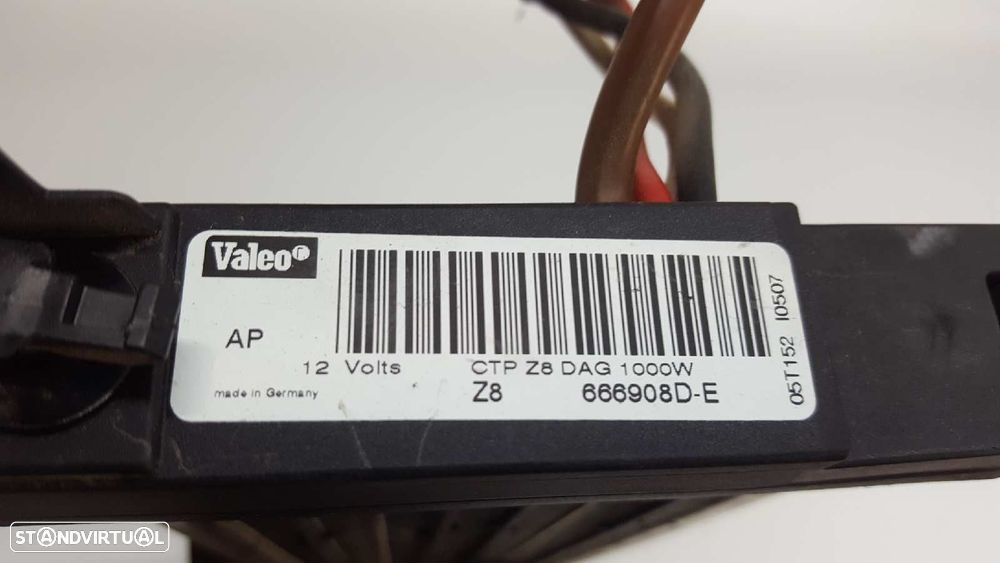 Valeo
AP
12 Volts CTP Z8 DAG 1000W
made in Germany Z8 666908D-E
05T152 I0507
STANDVIRTUAL